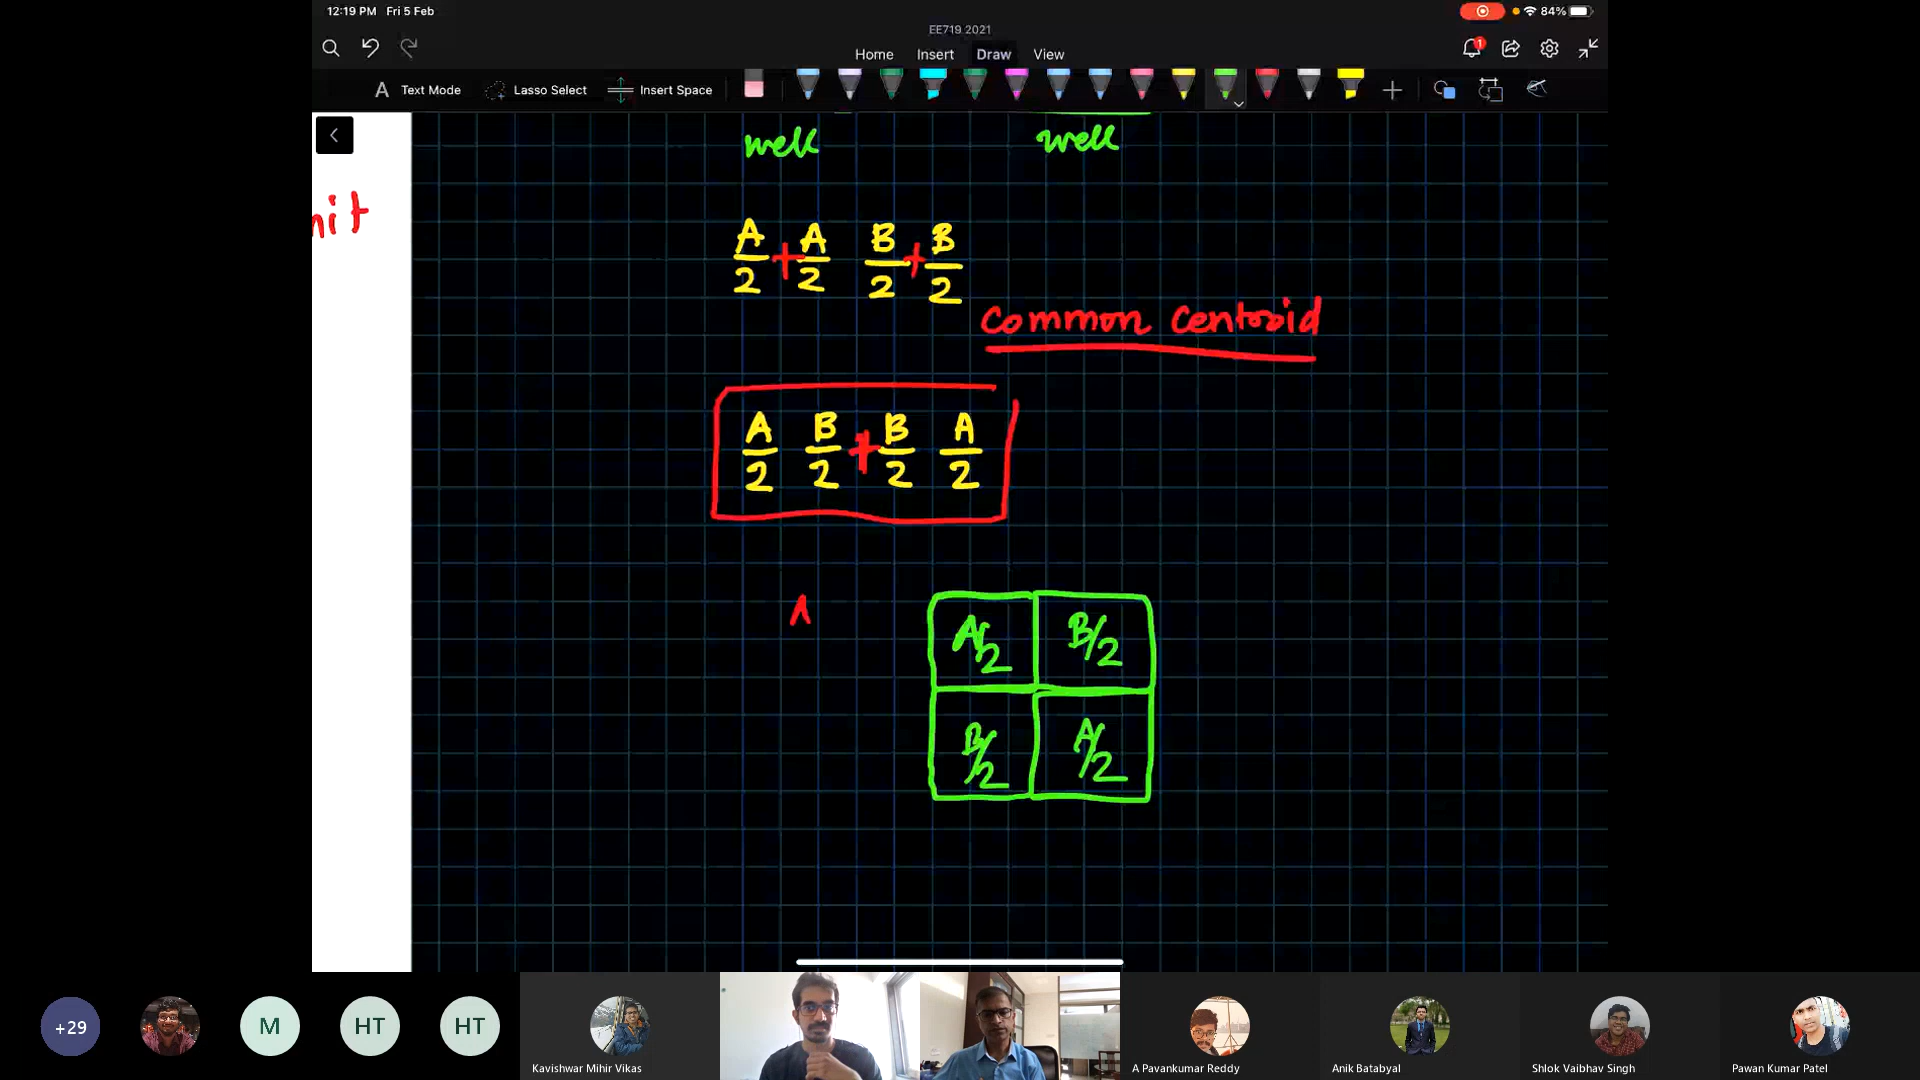 12:19 PM Fri 5 Feb
84%
EE719 2021
Home Insert Draw View
1
A Text Mode Lasso Select Insert Space
well well
nit
A/2 + A/2 B/2 + B/2
Common Centroid
A/2 B/2 + B/2 A/2
A/2 B/2
B/2 A/2
+29
M
HT
HT
Kavishwar Mihir Vikas
A Pavankumar Reddy
Anik Batabyal
Shlok Vaibhav Singh
Pawan Kumar Patel